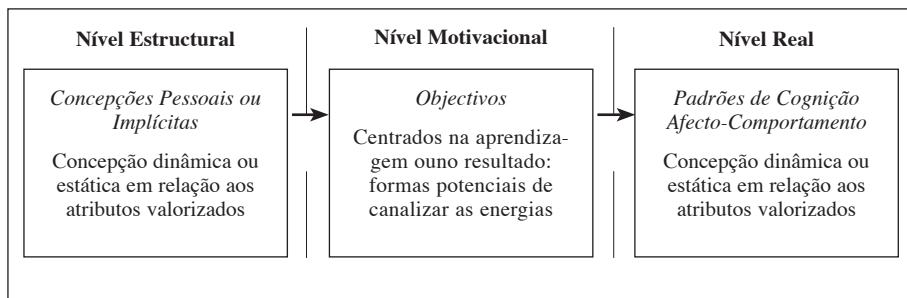 Nível Estructural
Concepções Pessoais ou
Implícitas
Concepção dinâmica ou
estática em relação aos
atributos valorizados
Nível Motivacional
Objectivos
Centrados na aprendiza-
gem ouno resultado:
formas potenciais de
canalizar as energias
Nível Real
Padrões de Cognição
Afecto-Comportamento
Concepção dinâmica ou
estática em relação aos
atributos valorizados